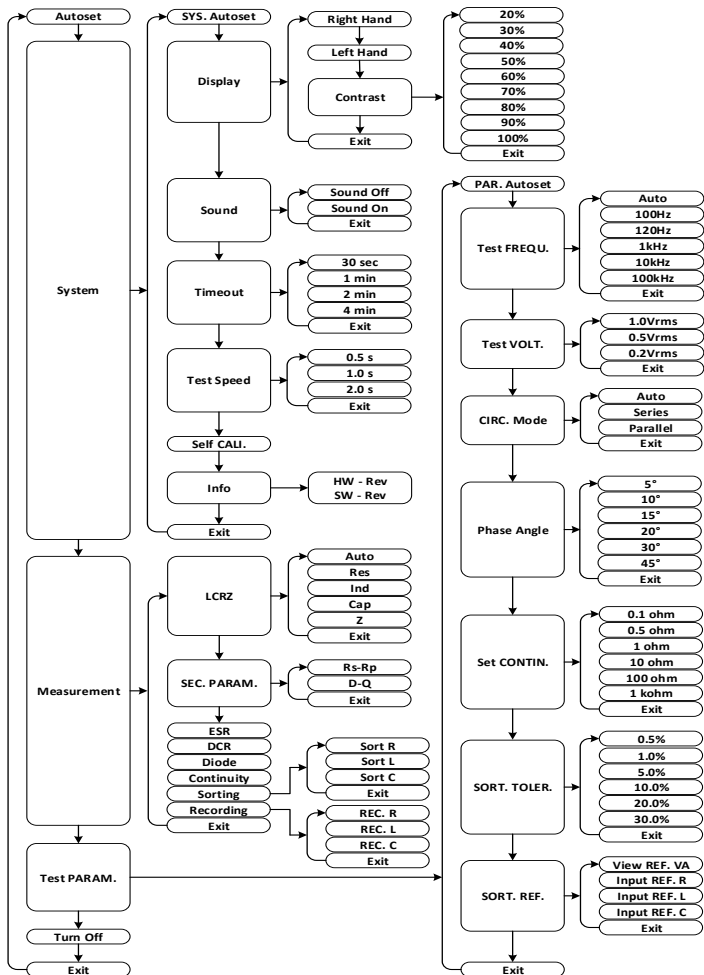 Autoset
System
Measurement
Test PARAM.
Turn Off
Exit
SYS. Autoset
Display
Sound
Timeout
Test Speed
Self CALI.
Info
Exit
Right Hand
Left Hand
Contrast
Exit
20%
30%
40%
50%
60%
70%
80%
90%
100%
Exit
Sound Off
Sound On
Exit
30 sec
1 min
2 min
4 min
Exit
0.5 s
1.0 s
2.0 s
Exit
HW - Rev
SW - Rev
LCRZ
SEC. PARAM.
ESR
DCR
Diode
Continuity
Sorting
Recording
Exit
Auto
Res
Ind
Cap
Z
Exit
Rs-Rp
D-Q
Exit
Sort R
Sort L
Sort C
Exit
REC. R
REC. L
REC. C
Exit
PAR. Autoset
Test FREQU.
Test VOLT.
CIRC. Mode
Phase Angle
Set CONTIN.
SORT. TOLER.
SORT. REF.
Exit
Auto
100Hz
120Hz
1kHz
10kHz
100kHz
Exit
1.0Vrms
0.5Vrms
0.2Vrms
Exit
Auto
Series
Parallel
Exit
5°
10°
15°
20°
30°
45°
Exit
0.1 ohm
0.5 ohm
1 ohm
10 ohm
100 ohm
1 kohm
Exit
0.5%
1.0%
5.0%
10.0%
20.0%
30.0%
Exit
View REF. VA
Input REF. R
Input REF. L
Input REF. C
Exit